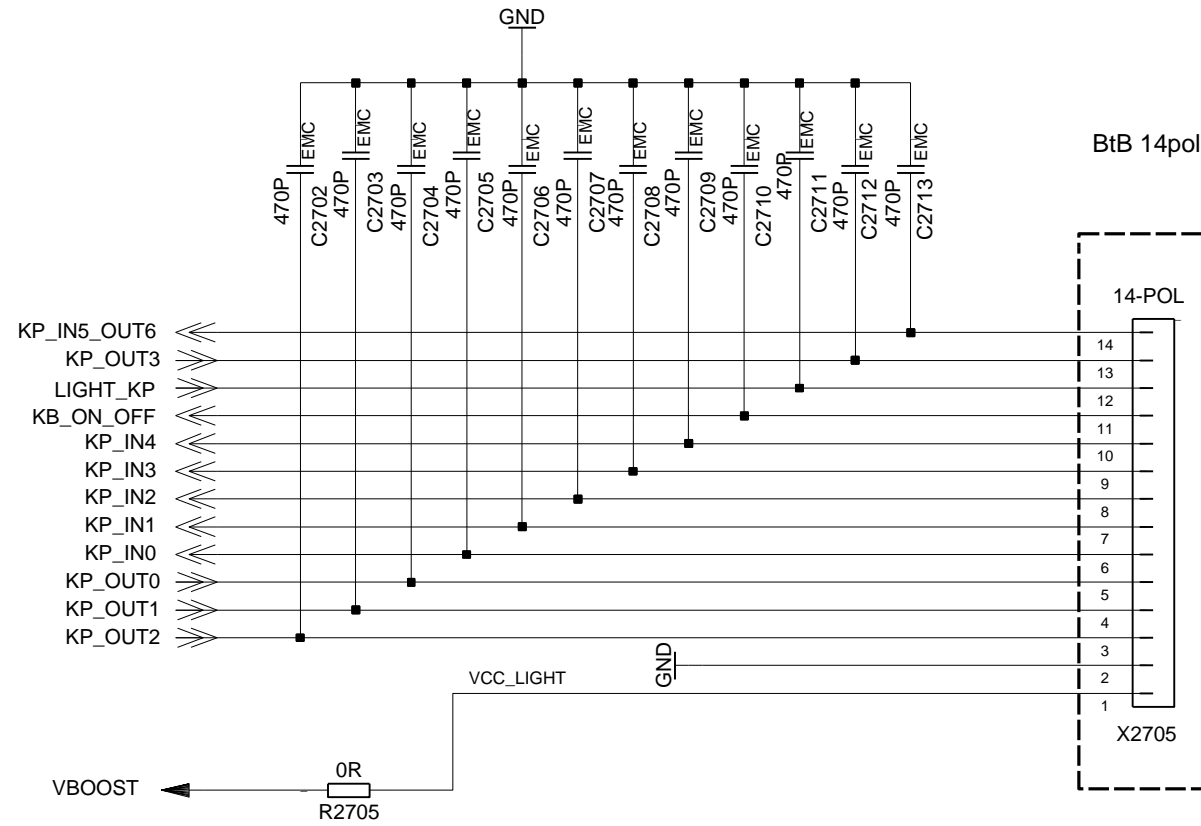 GND
EMC EMC EMC EMC EMC EMC EMC EMC EMC EMC EMC EMC
470P 470P 470P 470P 470P 470P 470P 470P 470P 470P 470P 470P
C2702 C2703 C2704 C2705 C2706 C2707 C2708 C2709 C2710 C2711 C2712 C2713
BtB 14pol
14-POL
KP_IN5_OUT6
14
KP_OUT3
13
LIGHT_KP
12
KB_ON_OFF
11
KP_IN4
10
KP_IN3
9
KP_IN2
8
KP_IN1
7
KP_IN0
6
KP_OUT0
5
KP_OUT1
4
KP_OUT2
3
GND
2
VCC_LIGHT
1
X2705
VBOOST
0R
R2705